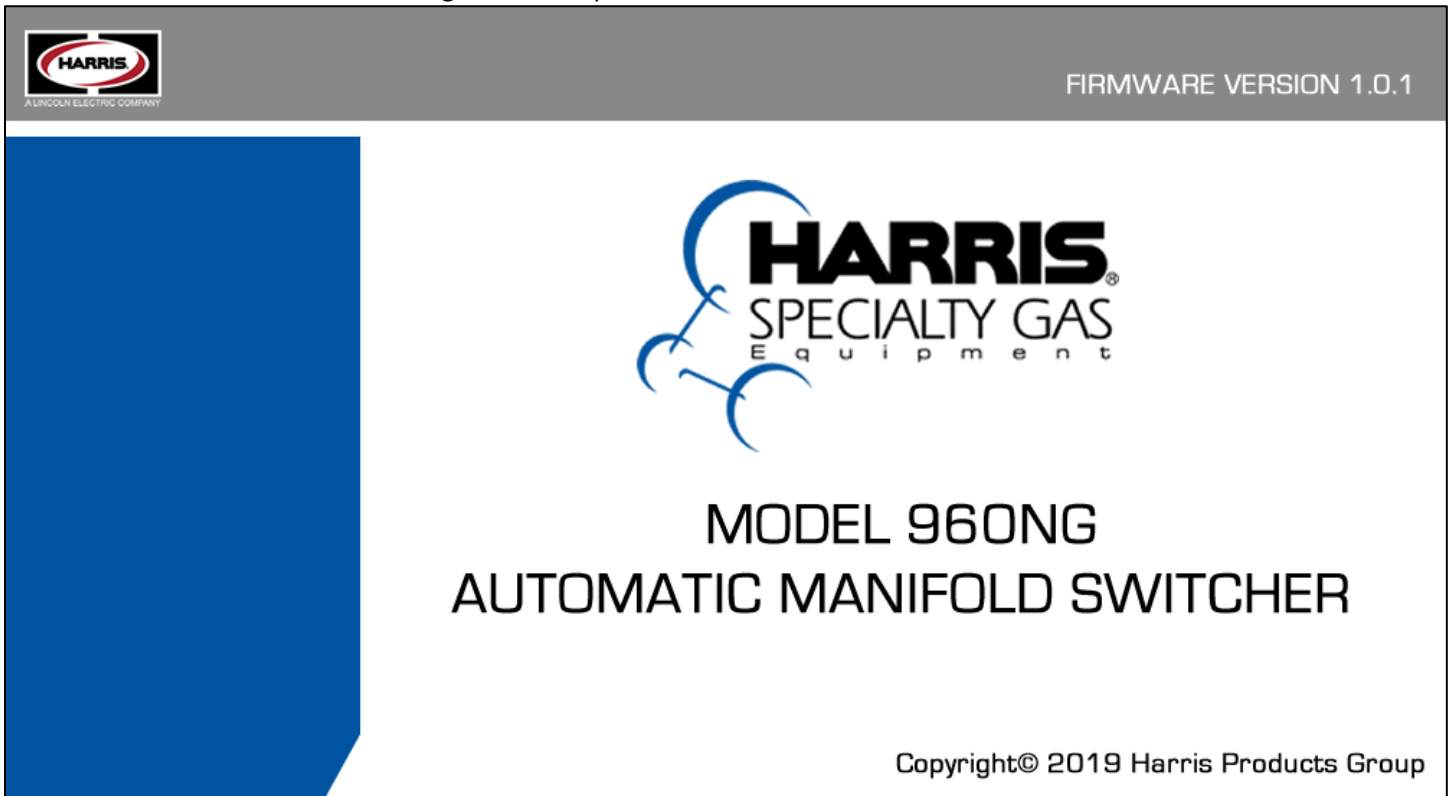 HARRIS
A LINCOLN ELECTRIC COMPANY
FIRMWARE VERSION 1.0.1
HARRIS®
SPECIALTY GAS
Equipment
MODEL 960NG
AUTOMATIC MANIFOLD SWITCHER
Copyright© 2019 Harris Products Group